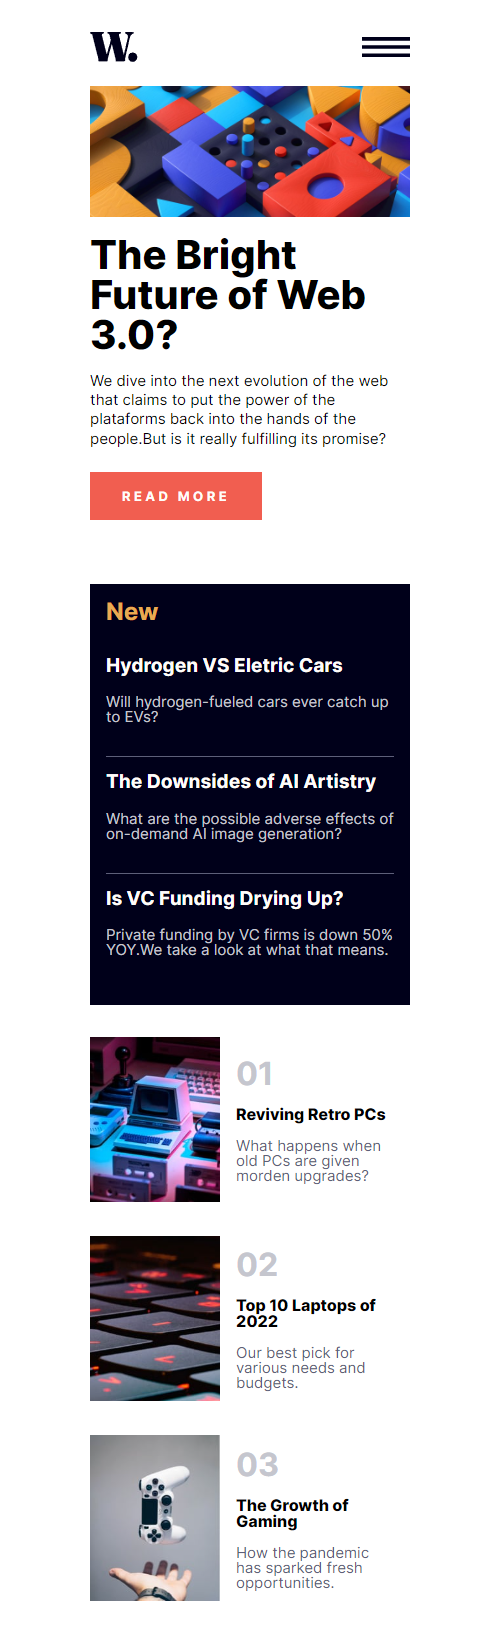 W.
The Bright
Future of Web
3.0?
We dive into the next evolution of the web
that claims to put the power of the
plataforms back into the hands of the
people.But is it really fulfilling its promise?
READ MORE
New
Hydrogen VS Eletric Cars
Will hydrogen-fueled cars ever catch up
to EVs?
The Downsides of AI Artistry
What are the possible adverse effects of
on-demand AI image generation?
Is VC Funding Drying Up?
Private funding by VC firms is down 50%
YOY.We take a look at what that means.
01
Reviving Retro PCs
What happens when
old PCs are given
morden upgrades?
02
Top 10 Laptops of
2022
Our best pick for
various needs and
budgets.
03
The Growth of
Gaming
How the pandemic
has sparked fresh
opportunities.